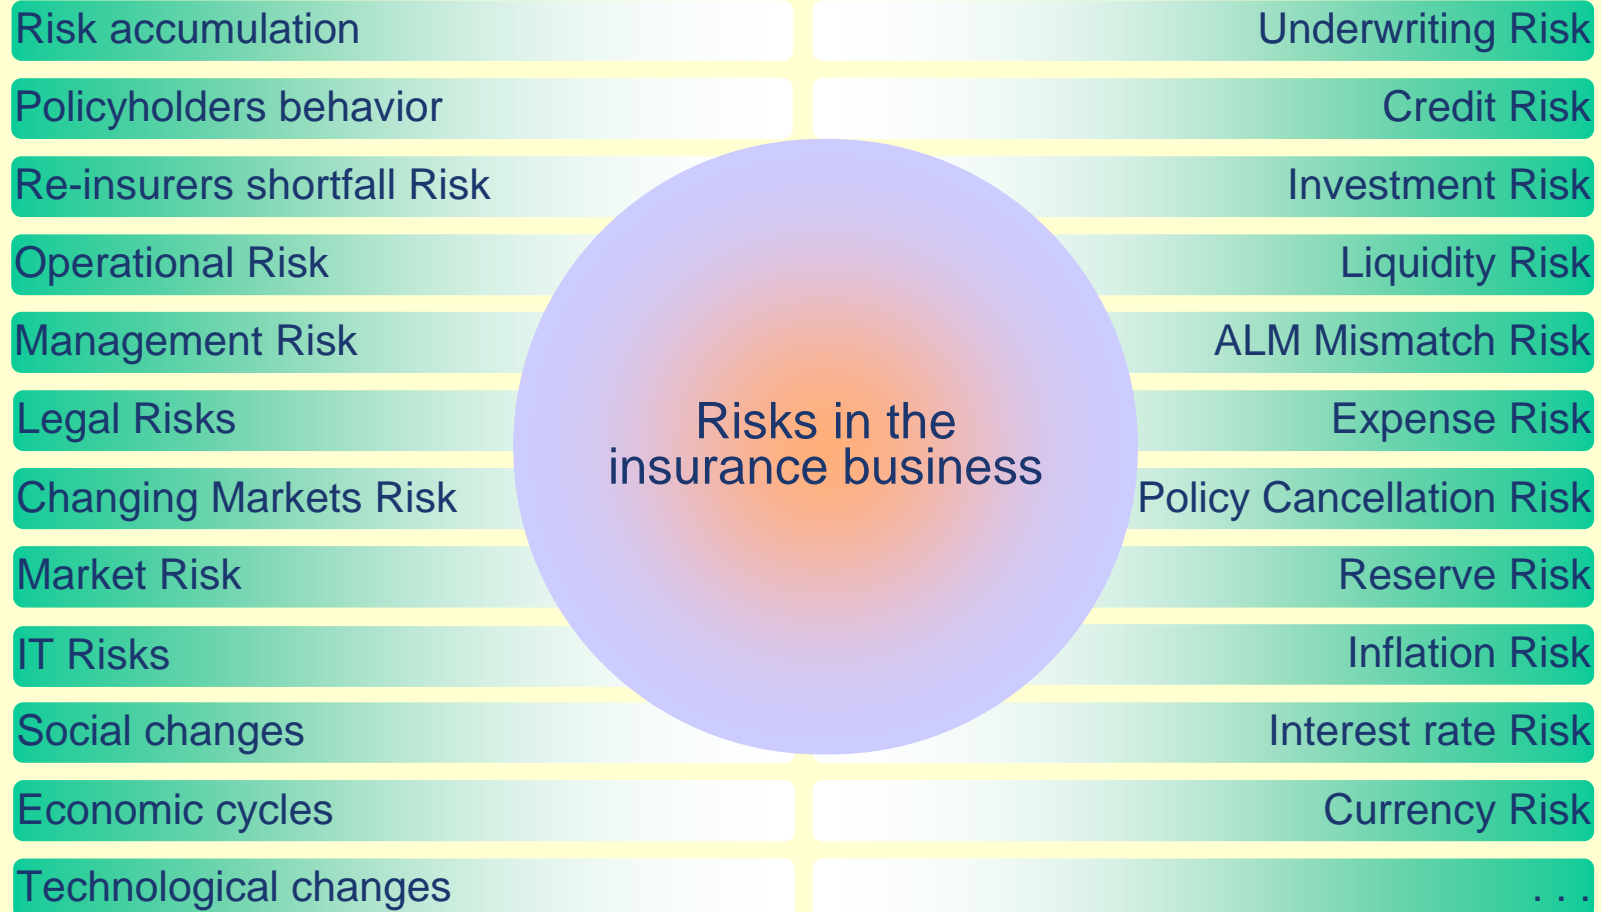 Risk accumulation
Underwriting Risk
Policyholders behavior
Credit Risk
Re-insurers shortfall Risk
Investment Risk
Operational Risk
Liquidity Risk
Management Risk
ALM Mismatch Risk
Legal Risks
Expense Risk
Risks in the
insurance business
Changing Markets Risk
Policy Cancellation Risk
Market Risk
Reserve Risk
IT Risks
Inflation Risk
Social changes
Interest rate Risk
Economic cycles
Currency Risk
Technological changes
. . .